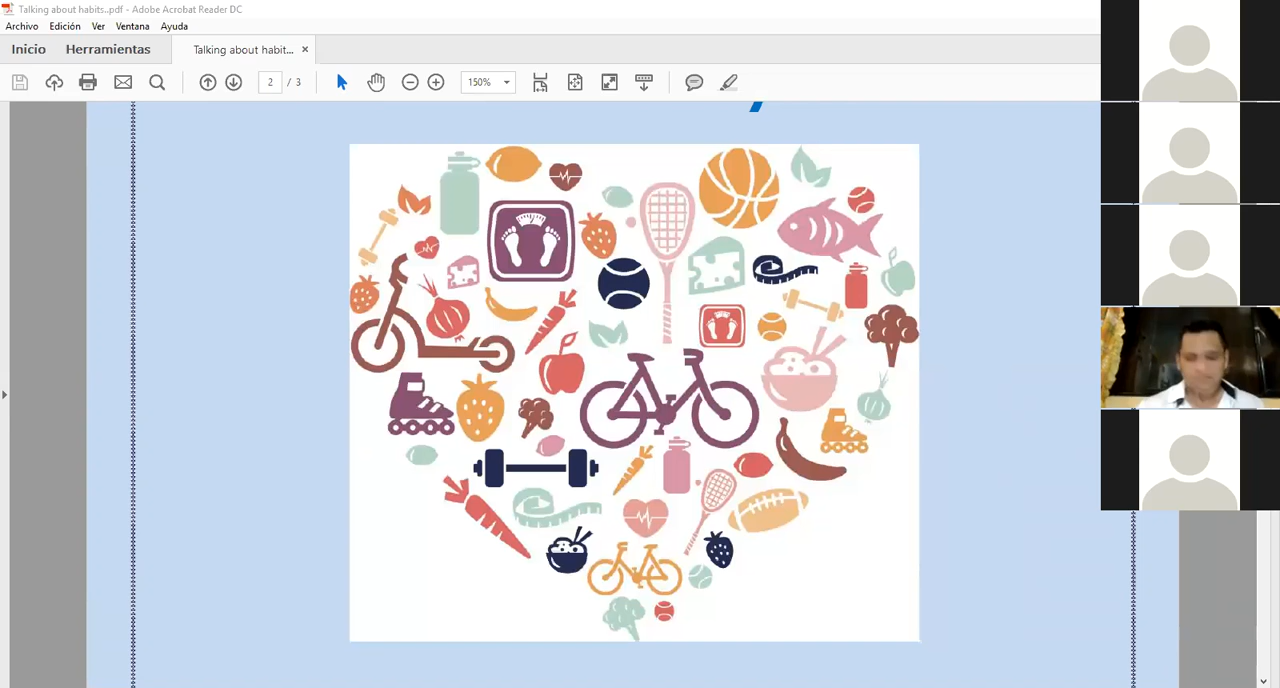 Talking about habits..pdf - Adobe Acrobat Reader DC
Archivo Edición Ver Ventana Ayuda
Inicio Herramientas Talking about habit... ×
2 / 3 150%